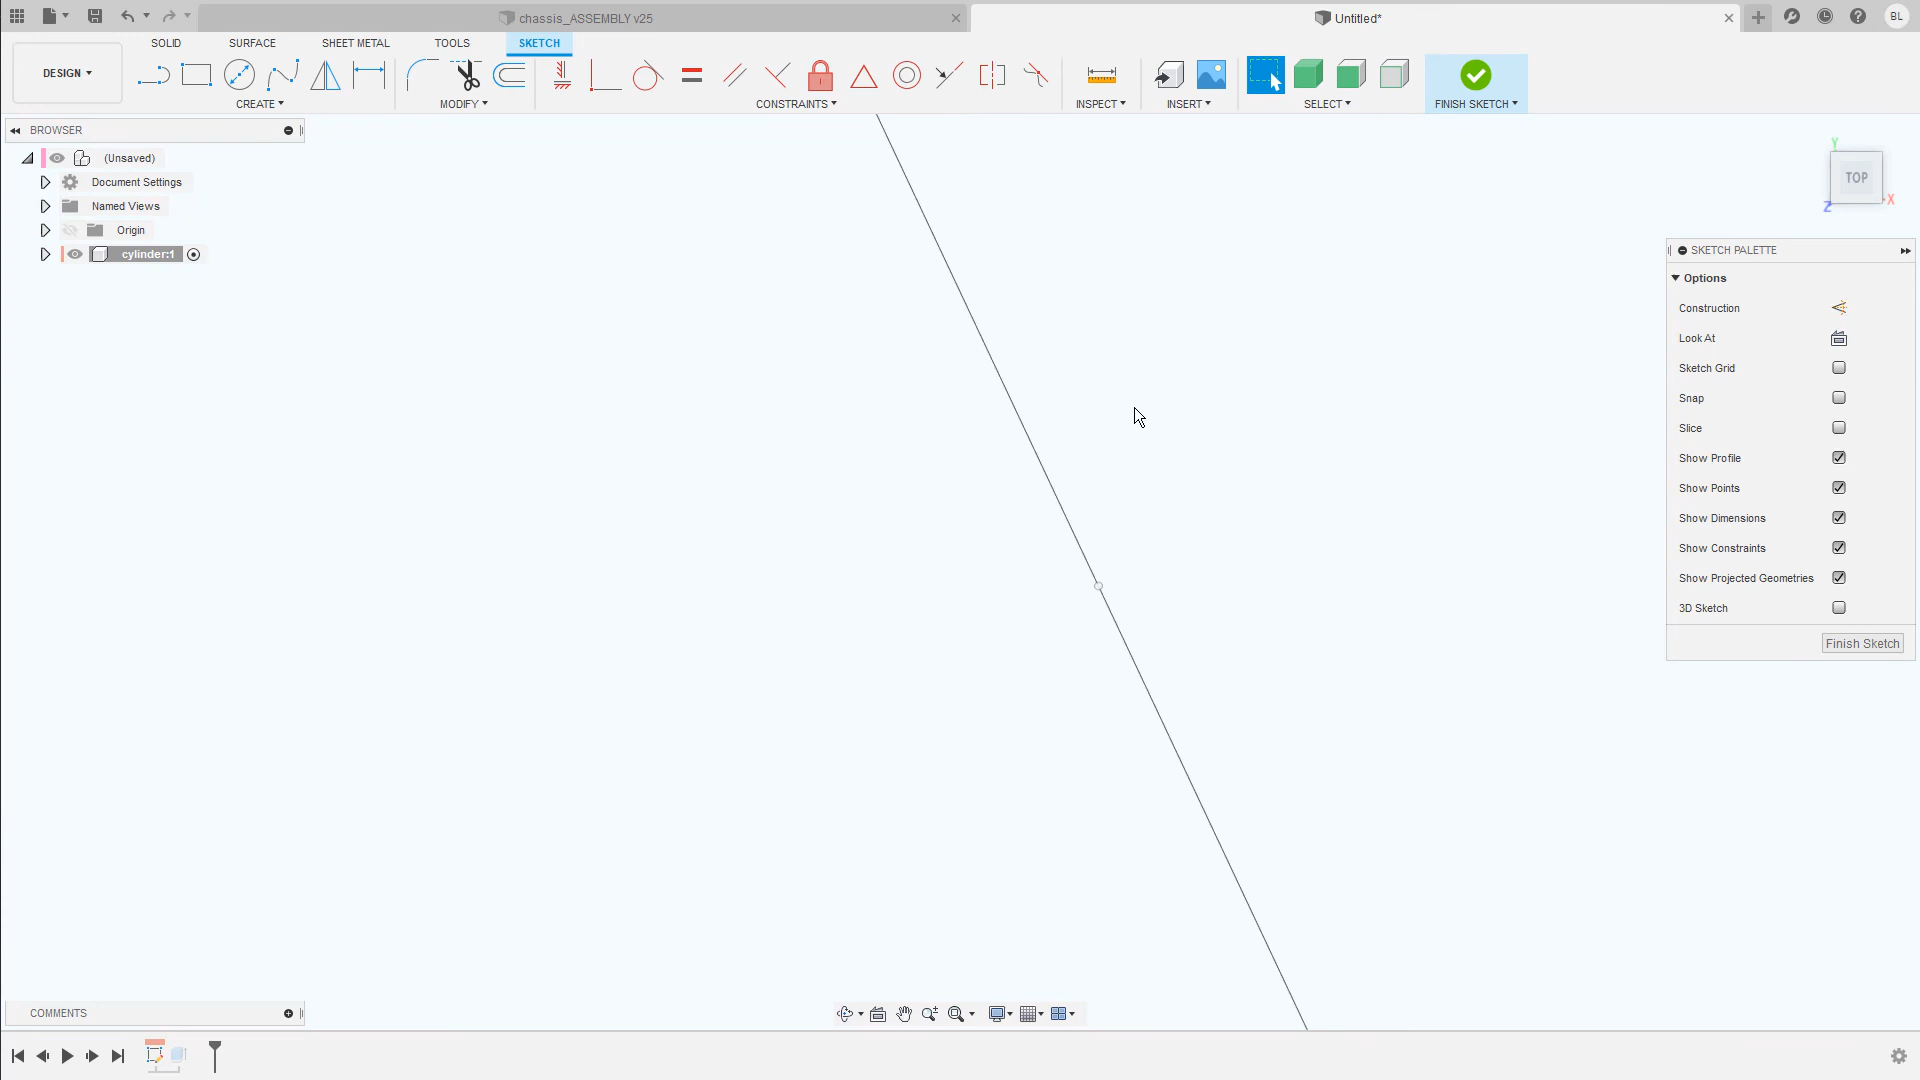 chassis_ASSEMBLY v25
Untitled*
BL
DESIGN
SOLID
SURFACE
SHEET METAL
TOOLS
SKETCH
CREATE
MODIFY
CONSTRAINTS
INSPECT
INSERT
SELECT
FINISH SKETCH
BROWSER
(Unsaved)
Document Settings
Named Views
Origin
cylinder:1
Y
TOP
X
Z
SKETCH PALETTE
Options
Construction
Look At
Sketch Grid
Snap
Slice
Show Profile
Show Points
Show Dimensions
Show Constraints
Show Projected Geometries
3D Sketch
Finish Sketch
COMMENTS